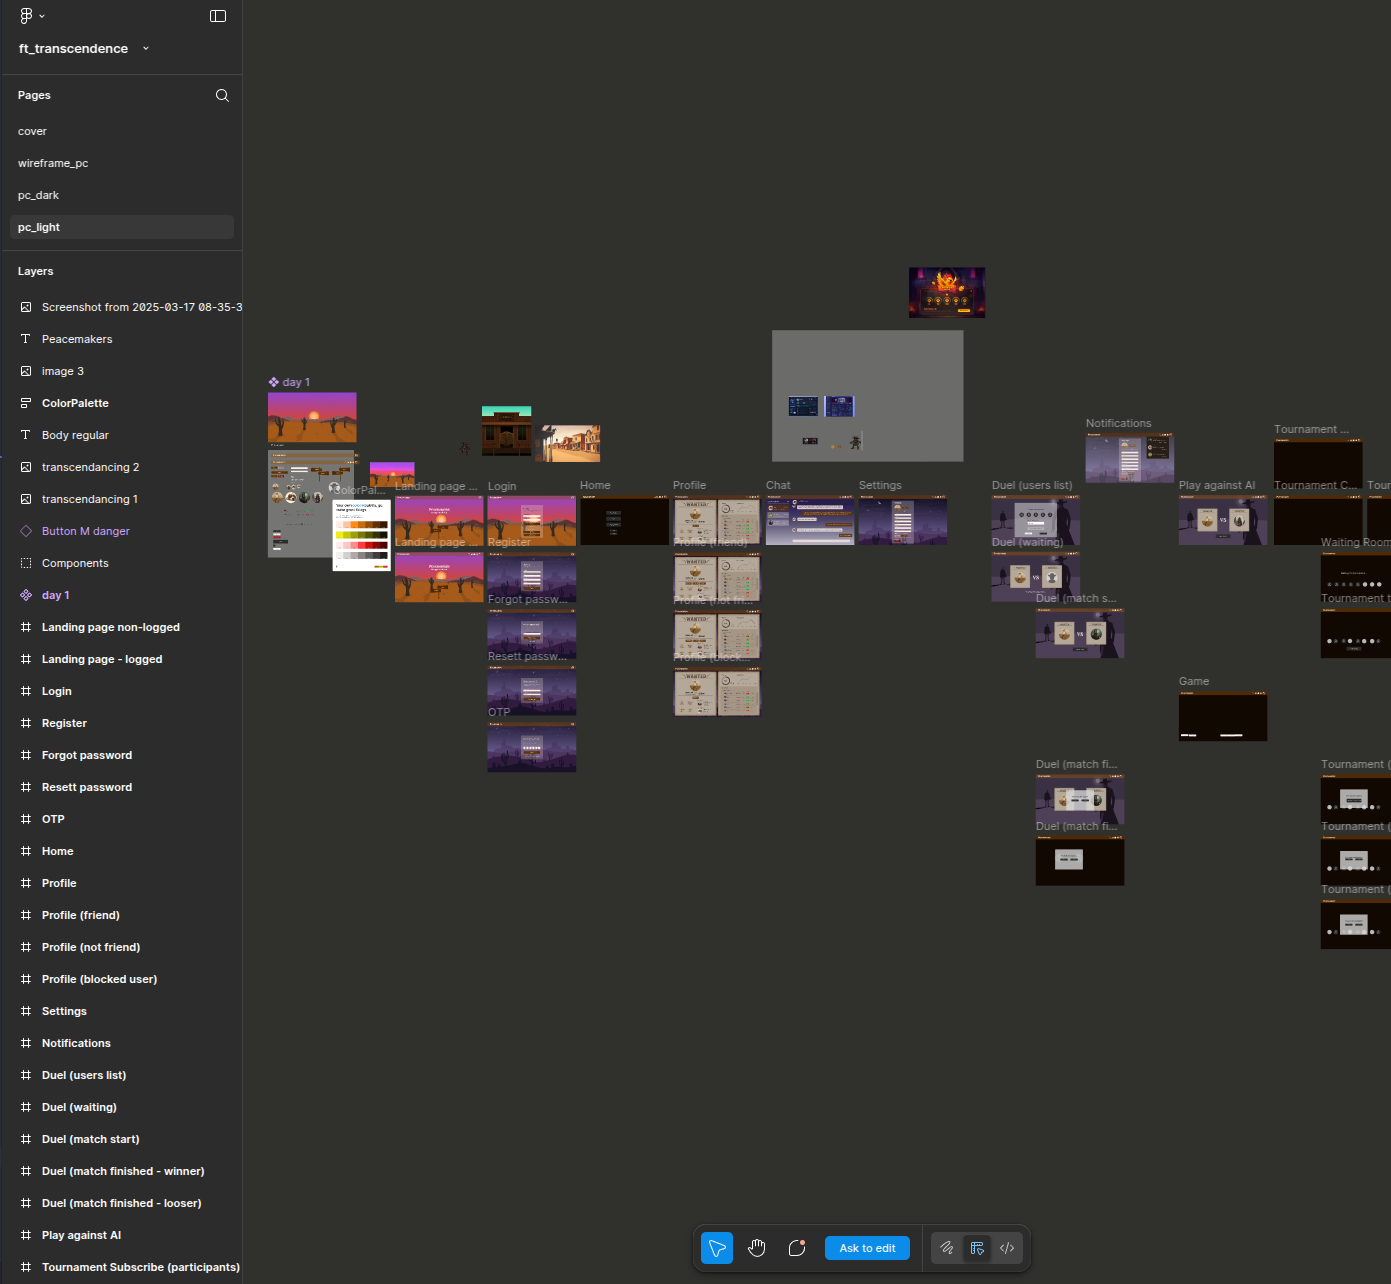 ft_transcendence
Pages
cover
wireframe_pc
pc_dark
pc_light
Layers
Screenshot from 2025-03-17 08-35-3
Peacemakers
image 3
ColorPalette
Body regular
transcendancing 2
transcendancing 1
Button M danger
Components
day 1
Landing page non-logged
Landing page - logged
Login
Register
Forgot password
Resett password
OTP
Home
Profile
Profile (friend)
Profile (not friend)
Profile (blocked user)
Settings
Notifications
Duel (users list)
Duel (waiting)
Duel (match start)
Duel (match finished - winner)
Duel (match finished - looser)
Play against AI
Tournament Subscribe (participants)
day 1
Notifications
Tournament ...
ColorPal...
Landing page ...
Login
Home
Profile
Chat
Settings
Duel (users list)
Play against AI
Tournament C...
Tour
Landing page ...
Register
Profile (friend)
Duel (waiting)
Waiting Room
Forgot passw...
Profile (not fri...
Duel (match s...
Tournament t
Resett passw...
Profile (block...
Game
OTP
WANTED
WANTED
WANTED
WANTED
VS
VS
VS
Duel (match fi...
Tournament (
Duel (match fi...
Tournament (
Tournament (
Ask to edit